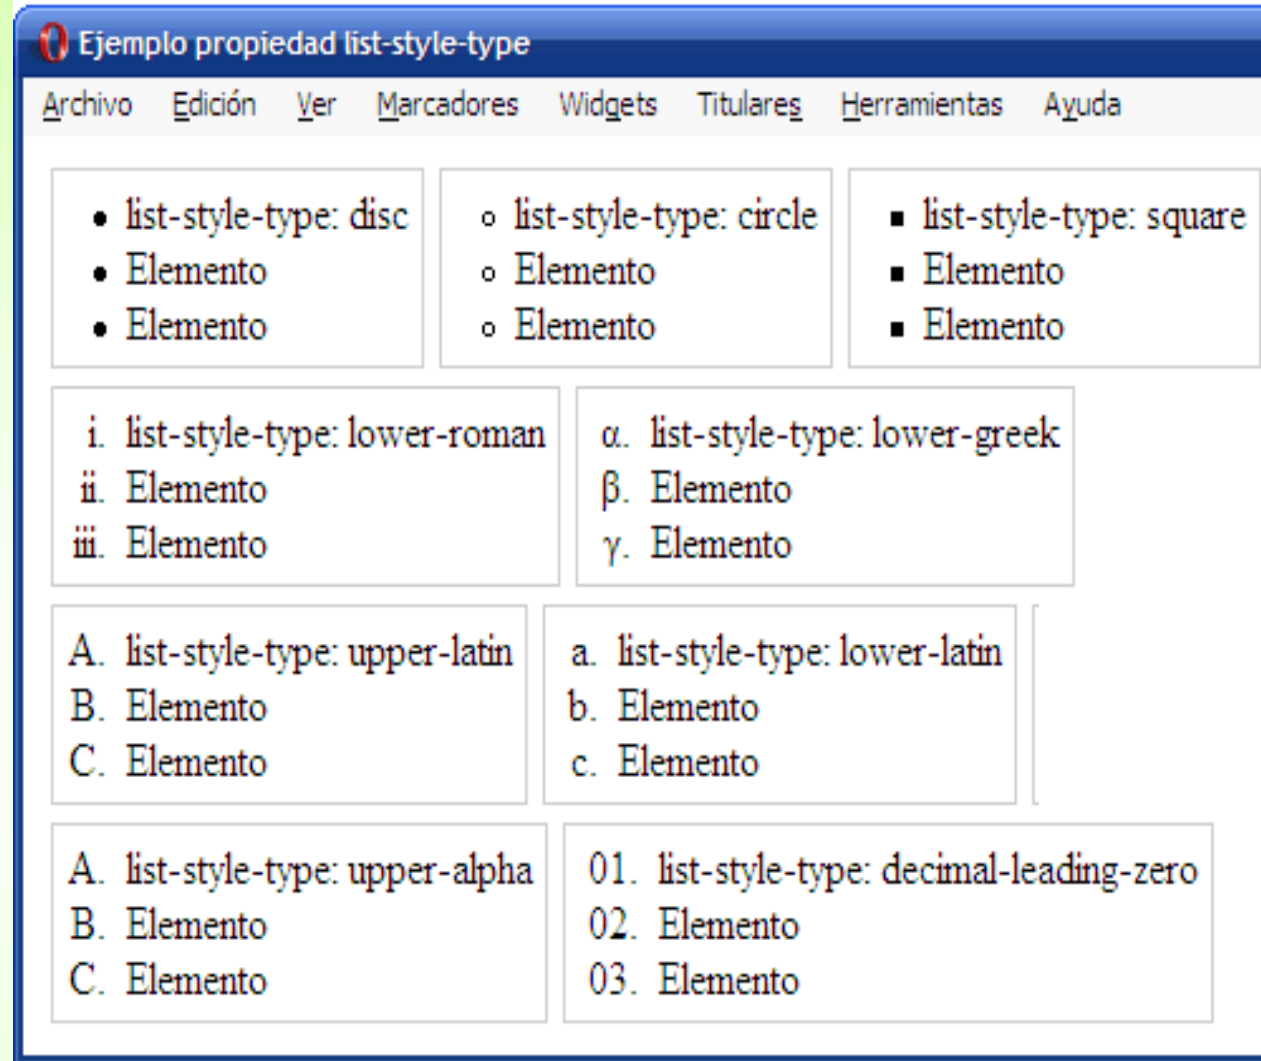 Ejemplo propiedad list-style-type
Archivo Edición Ver Marcadores Widgets Titulares Herramientas Ayuda
• list-style-type: disc
• Elemento
• Elemento
○ list-style-type: circle
○ Elemento
○ Elemento
▪ list-style-type: square
▪ Elemento
▪ Elemento
i. list-style-type: lower-roman
ii. Elemento
iii. Elemento
α. list-style-type: lower-greek
β. Elemento
γ. Elemento
A. list-style-type: upper-latin
B. Elemento
C. Elemento
a. list-style-type: lower-latin
b. Elemento
c. Elemento
A. list-style-type: upper-alpha
B. Elemento
C. Elemento
01. list-style-type: decimal-leading-zero
02. Elemento
03. Elemento